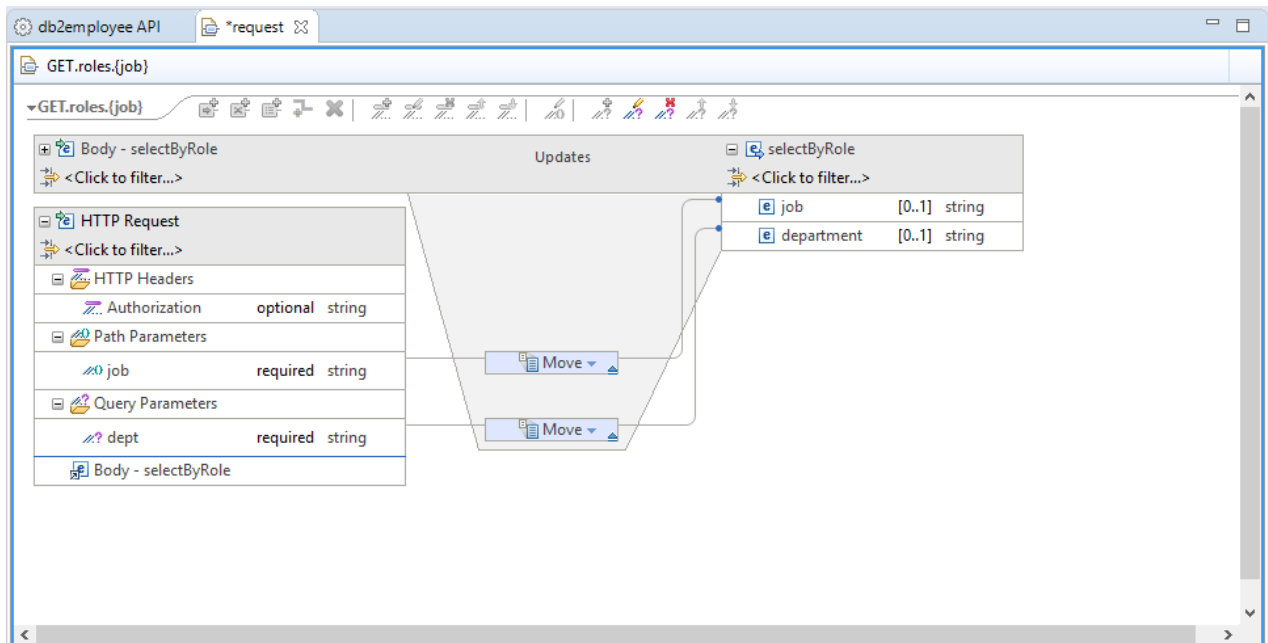 db2employee API *request
GET.roles.{job}
GET.roles.{job}
Body - selectByRole Updates selectByRole
<Click to filter...> <Click to filter...>
job [0..1] string
HTTP Request
department [0..1] string
<Click to filter...>
HTTP Headers
Authorization optional string
Path Parameters
job required string Move
Query Parameters
dept required string Move
Body - selectByRole